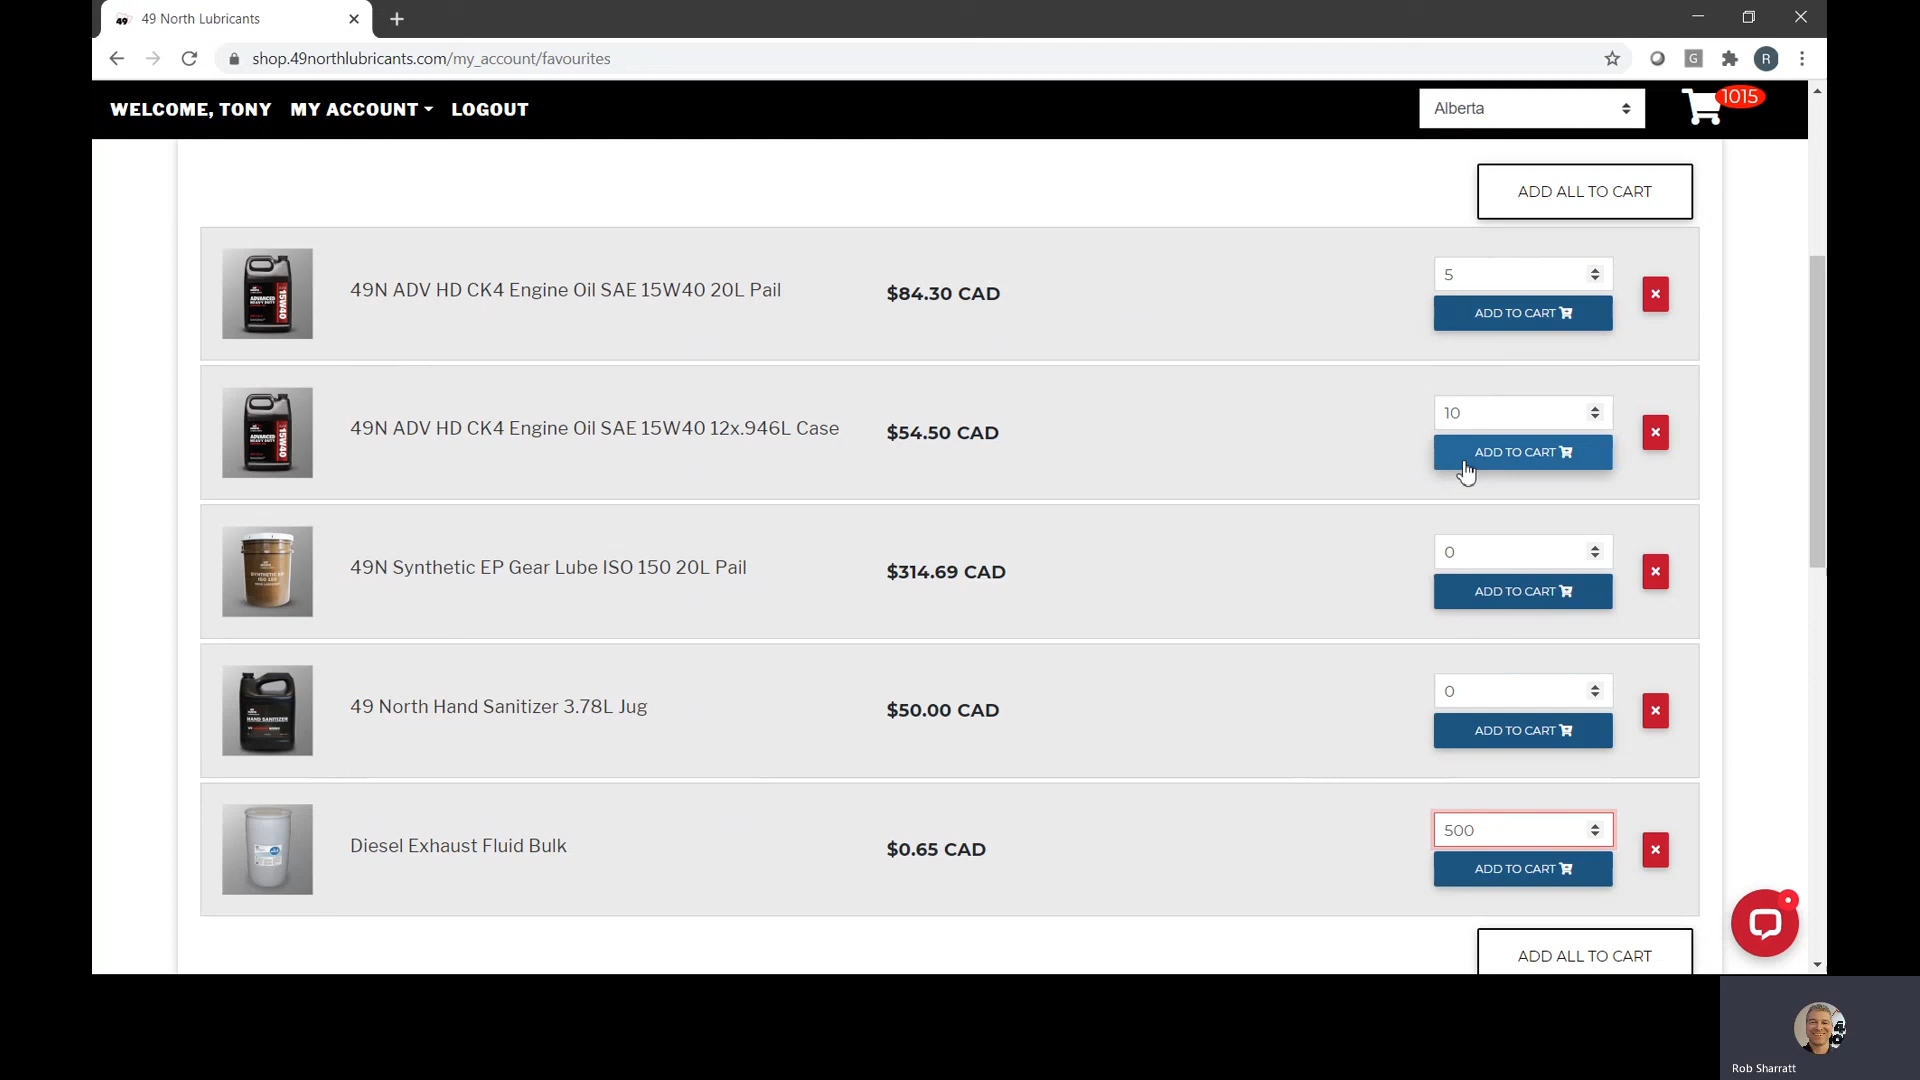 49 North Lubricants
shop.49northlubricants.com/my_account/favourites
G
R
WELCOME, TONY MY ACCOUNT LOGOUT
Alberta
1015
ADD ALL TO CART
49N ADV HD CK4 Engine Oil SAE 15W40 20L Pail
$84.30 CAD
5
ADD TO CART
49N ADV HD CK4 Engine Oil SAE 15W40 12x.946L Case
$54.50 CAD
10
ADD TO CART
49N Synthetic EP Gear Lube ISO 150 20L Pail
$314.69 CAD
0
ADD TO CART
49 North Hand Sanitizer 3.78L Jug
$50.00 CAD
0
ADD TO CART
HAND SANITIZER
Diesel Exhaust Fluid Bulk
$0.65 CAD
500
ADD TO CART
ADD ALL TO CART
Rob Sharratt